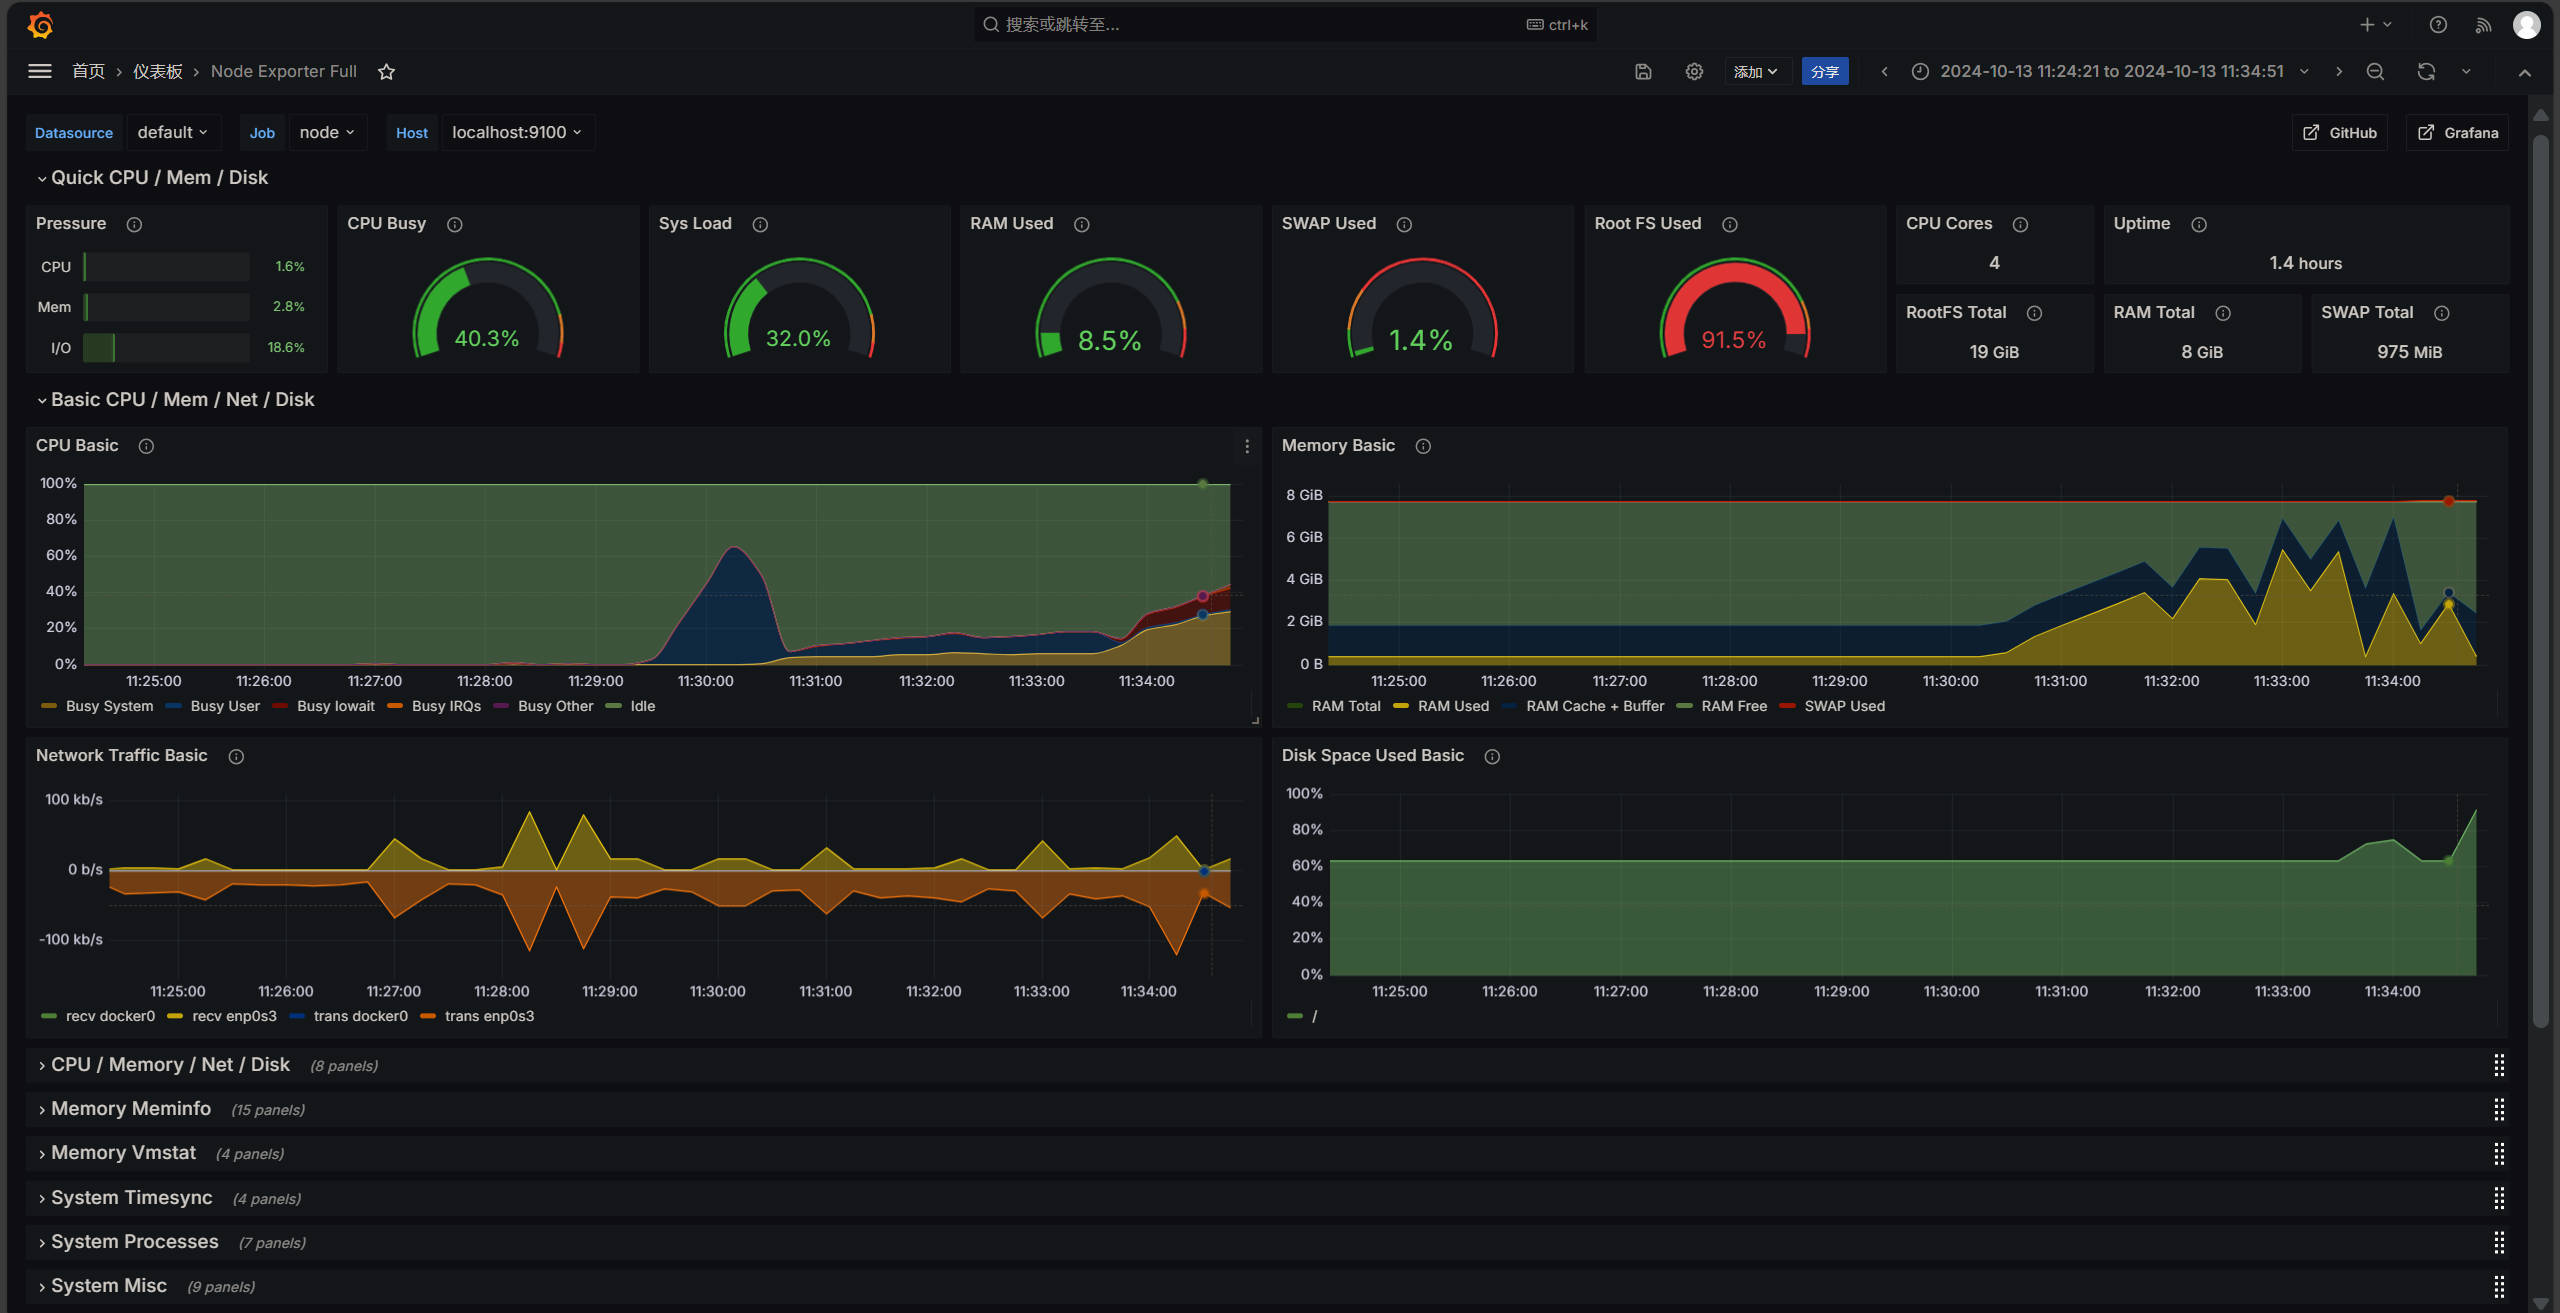 搜索或跳转至... ctrl+k
首页 › 仪表板 › Node Exporter Full 添加 分享 2024-10-13 11:24:21 to 2024-10-13 11:34:51
Datasource default Job node Host localhost:9100 GitHub Grafana
Quick CPU / Mem / Disk
Pressure
CPU 1.6%
Mem 2.8%
I/O 18.6%
CPU Busy
40.3%
Sys Load
32.0%
RAM Used
8.5%
SWAP Used
1.4%
Root FS Used
91.5%
CPU Cores
4
Uptime
1.4 hours
RootFS Total
19 GiB
RAM Total
8 GiB
SWAP Total
975 MiB
Basic CPU / Mem / Net / Disk
CPU Basic
100%
80%
60%
40%
20%
0%
11:25:00 11:26:00 11:27:00 11:28:00 11:29:00 11:30:00 11:31:00 11:32:00 11:33:00 11:34:00
Busy System Busy User Busy Iowait Busy IRQs Busy Other Idle
Memory Basic
8 GiB
6 GiB
4 GiB
2 GiB
0 B
11:25:00 11:26:00 11:27:00 11:28:00 11:29:00 11:30:00 11:31:00 11:32:00 11:33:00 11:34:00
RAM Total RAM Used RAM Cache + Buffer RAM Free SWAP Used
Network Traffic Basic
100 kb/s
0 b/s
-100 kb/s
11:25:00 11:26:00 11:27:00 11:28:00 11:29:00 11:30:00 11:31:00 11:32:00 11:33:00 11:34:00
recv docker0 recv enp0s3 trans docker0 trans enp0s3
Disk Space Used Basic
100%
80%
60%
40%
20%
0%
11:25:00 11:26:00 11:27:00 11:28:00 11:29:00 11:30:00 11:31:00 11:32:00 11:33:00 11:34:00
/
CPU / Memory / Net / Disk (8 panels)
Memory Meminfo (15 panels)
Memory Vmstat (4 panels)
System Timesync (4 panels)
System Processes (7 panels)
System Misc (9 panels)